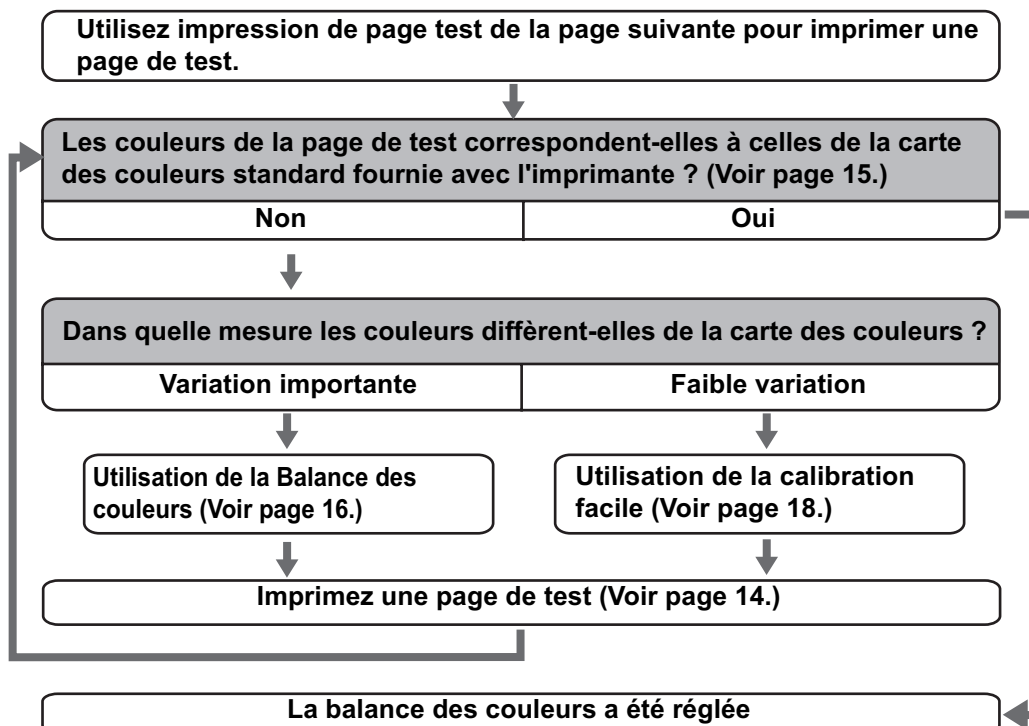 Utilisez impression de page test de la page suivante pour imprimer une
page de test.
Les couleurs de la page de test correspondent-elles à celles de la carte
des couleurs standard fournie avec l'imprimante ? (Voir page 15.)
Non
Oui
Dans quelle mesure les couleurs diffèrent-elles de la carte des couleurs ?
Variation importante
Faible variation
Utilisation de la Balance des
couleurs (Voir page 16.)
Utilisation de la calibration
facile (Voir page 18.)
Imprimez une page de test (Voir page 14.)
La balance des couleurs a été réglée